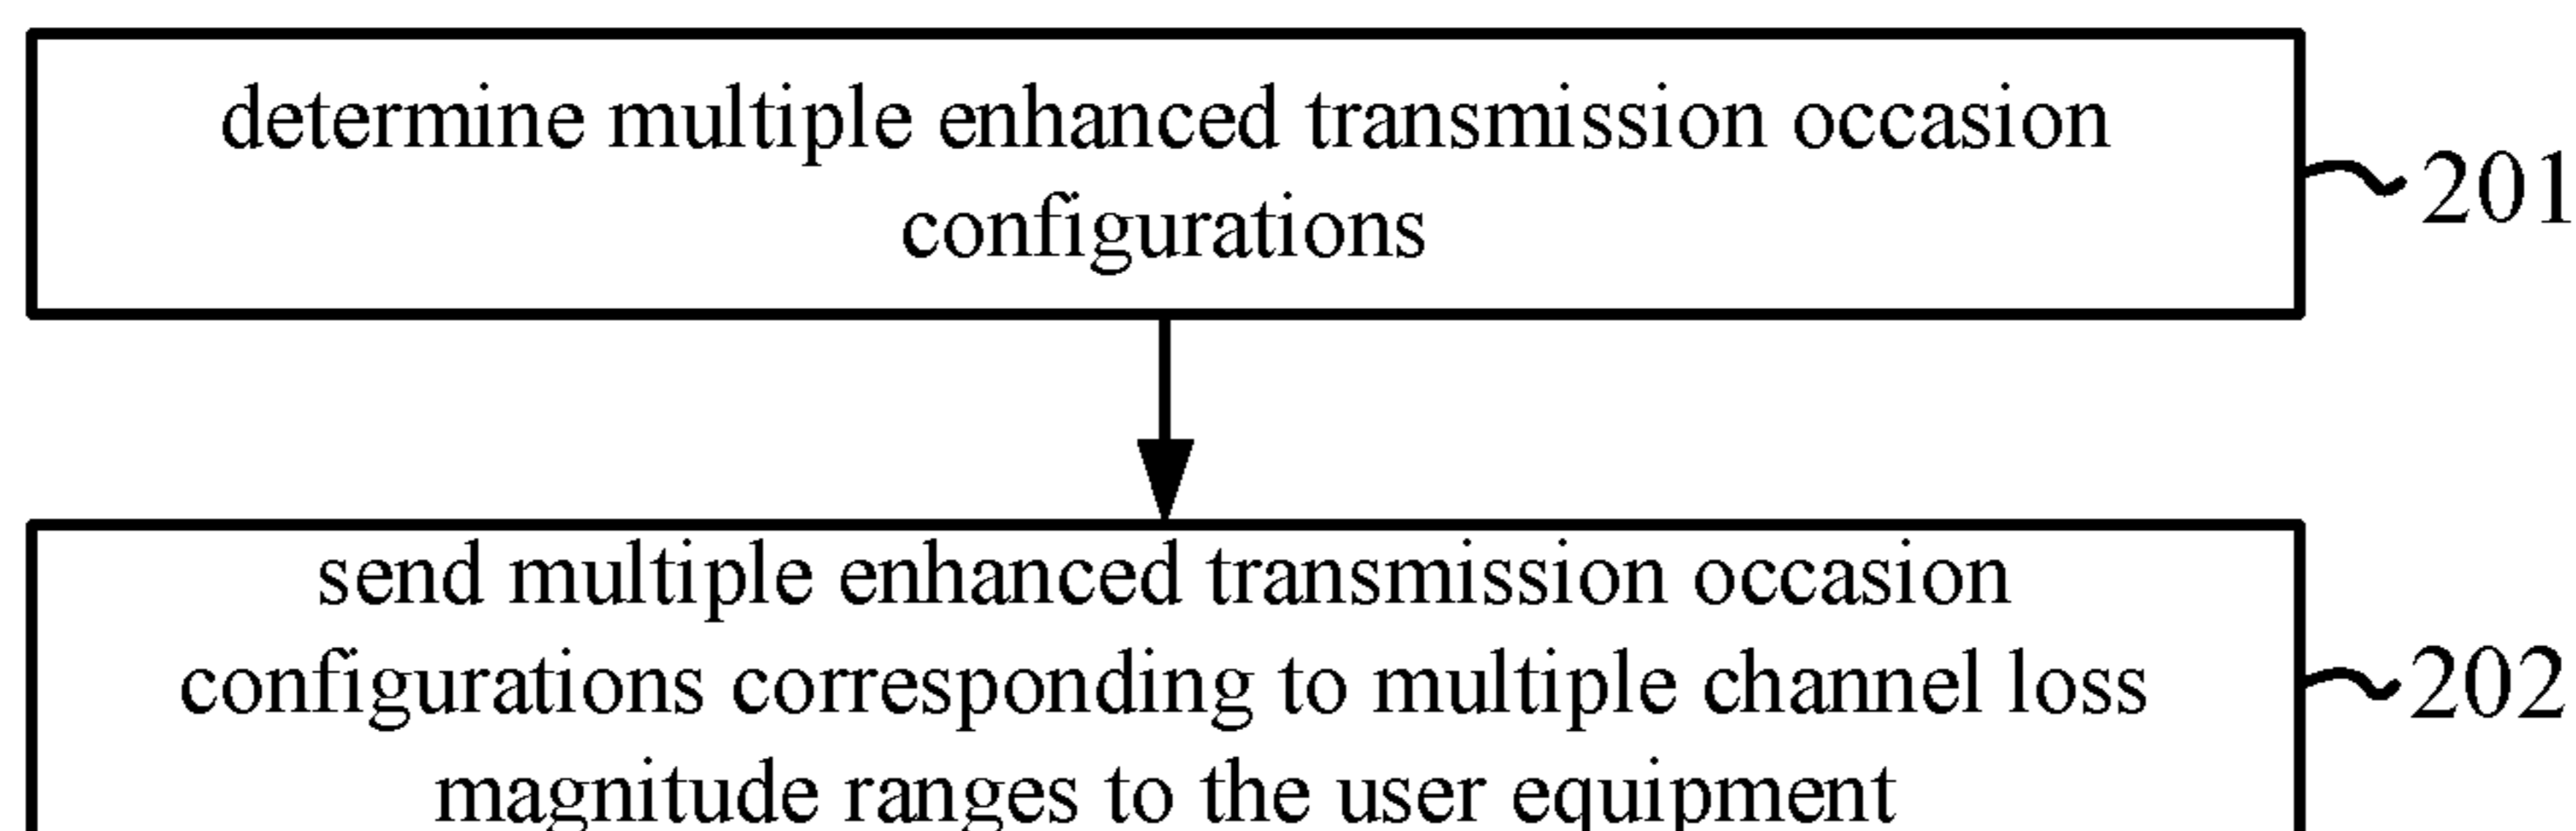 determine multiple enhanced transmission occasion
configurations
201
send multiple enhanced transmission occasion
configurations corresponding to multiple channel loss
magnitude ranges to the user equipment
202